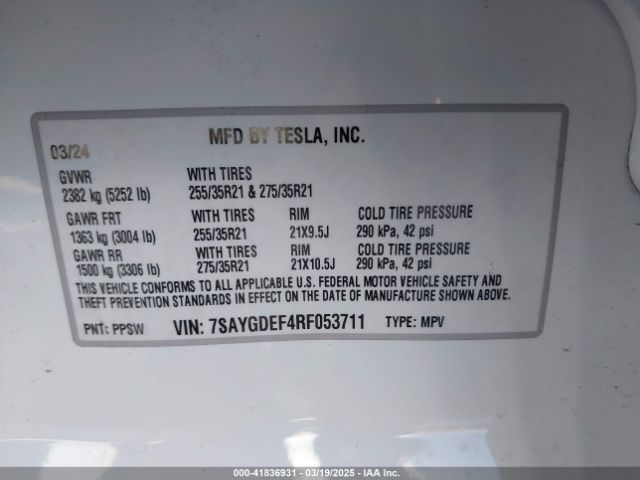 MFD BY TESLA, INC.
03/24
GVWR WITH TIRES
2382 kg (5252 lb) 255/35R21 & 275/35R21
GAWR FRT WITH TIRES RIM COLD TIRE PRESSURE
1363 kg (3004 lb) 255/35R21 21X9.5J 290 kPa, 42 psi
GAWR RR WITH TIRES RIM COLD TIRE PRESSURE
1500 kg (3306 lb) 275/35R21 21X10.5J 290 kPa, 42 psi
THIS VEHICLE CONFORMS TO ALL APPLICABLE U.S. FEDERAL MOTOR VEHICLE SAFETY AND
THEFT PREVENTION STANDARDS IN EFFECT ON THE DATE OF MANUFACTURE SHOWN ABOVE.
PNT: PPSW VIN: 7SAYGDEF4RF053711 TYPE: MPV
000-41836931 - 03/19/2025 - IAA Inc.